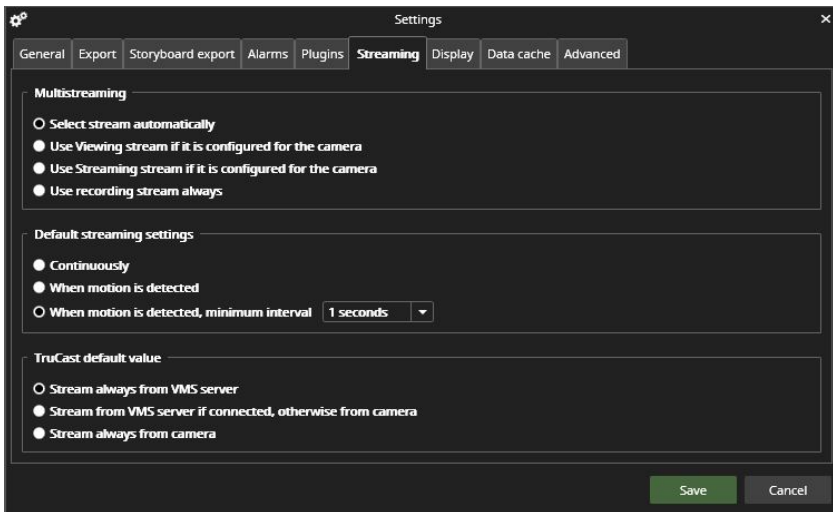 Settings
General Export Storyboard export Alarms Plugins Streaming Display Data cache Advanced
Multistreaming
Select stream automatically
Use Viewing stream if it is configured for the camera
Use Streaming stream if it is configured for the camera
Use recording stream always
Default streaming settings
Continuously
When motion is detected
When motion is detected, minimum interval 1 seconds
TruCast default value
Stream always from VMS server
Stream from VMS server if connected, otherwise from camera
Stream always from camera
Save Cancel